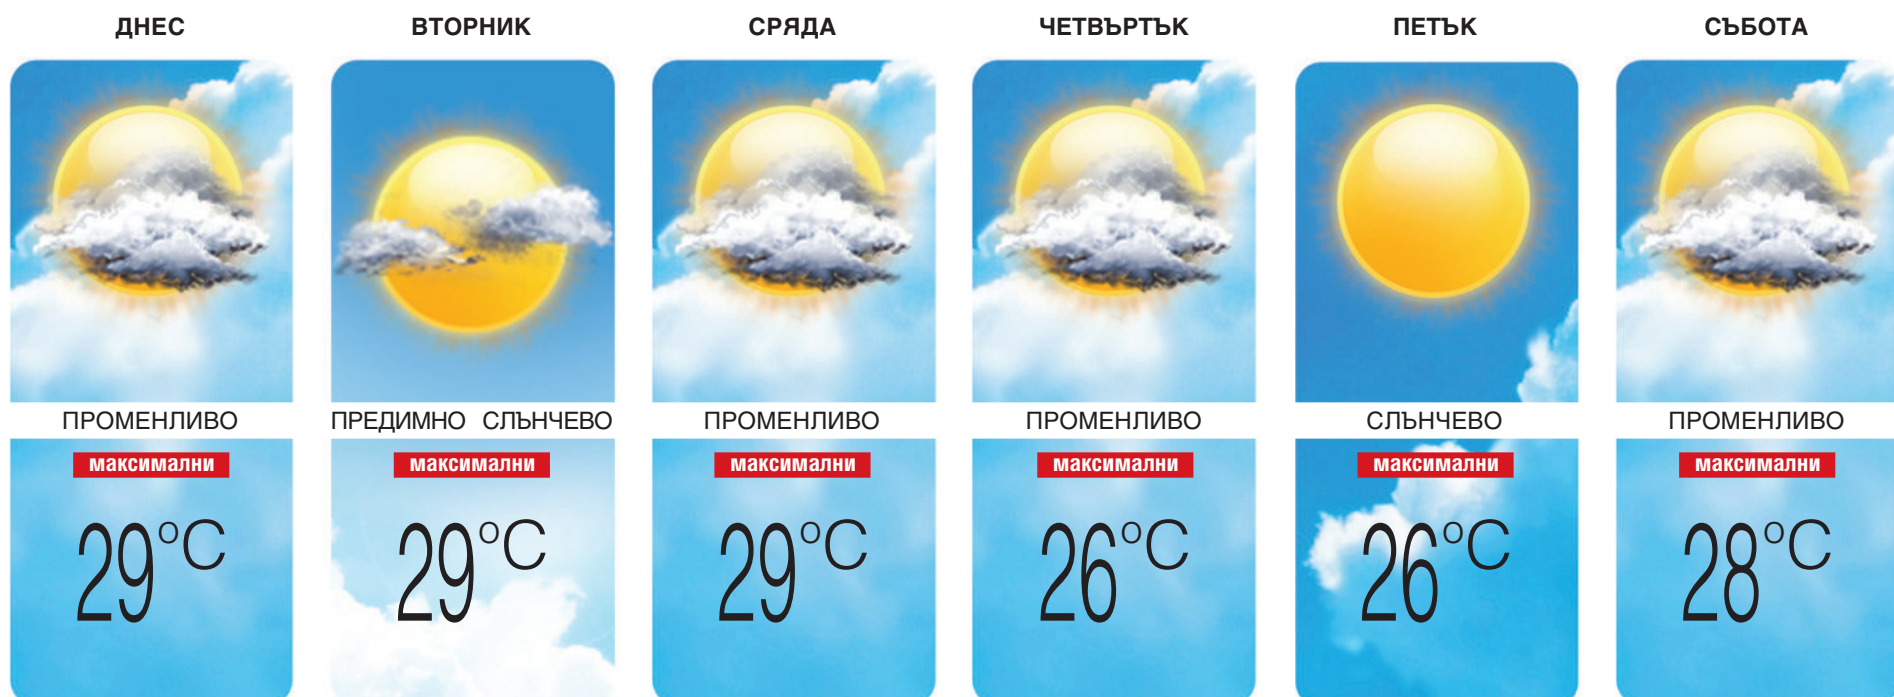 ДНЕС
ВТОРНИК
СРЯДА
ЧЕТВЪРТЪК
ПЕТЪК
СЪБОТА
ПРОМЕНЛИВО
ПРЕДИМНО СЛЪНЧЕВО
ПРОМЕНЛИВО
ПРОМЕНЛИВО
СЛЪНЧЕВО
ПРОМЕНЛИВО
максимални
максимални
максимални
максимални
максимални
максимални
29°C
29°C
29°C
26°C
26°C
28°C